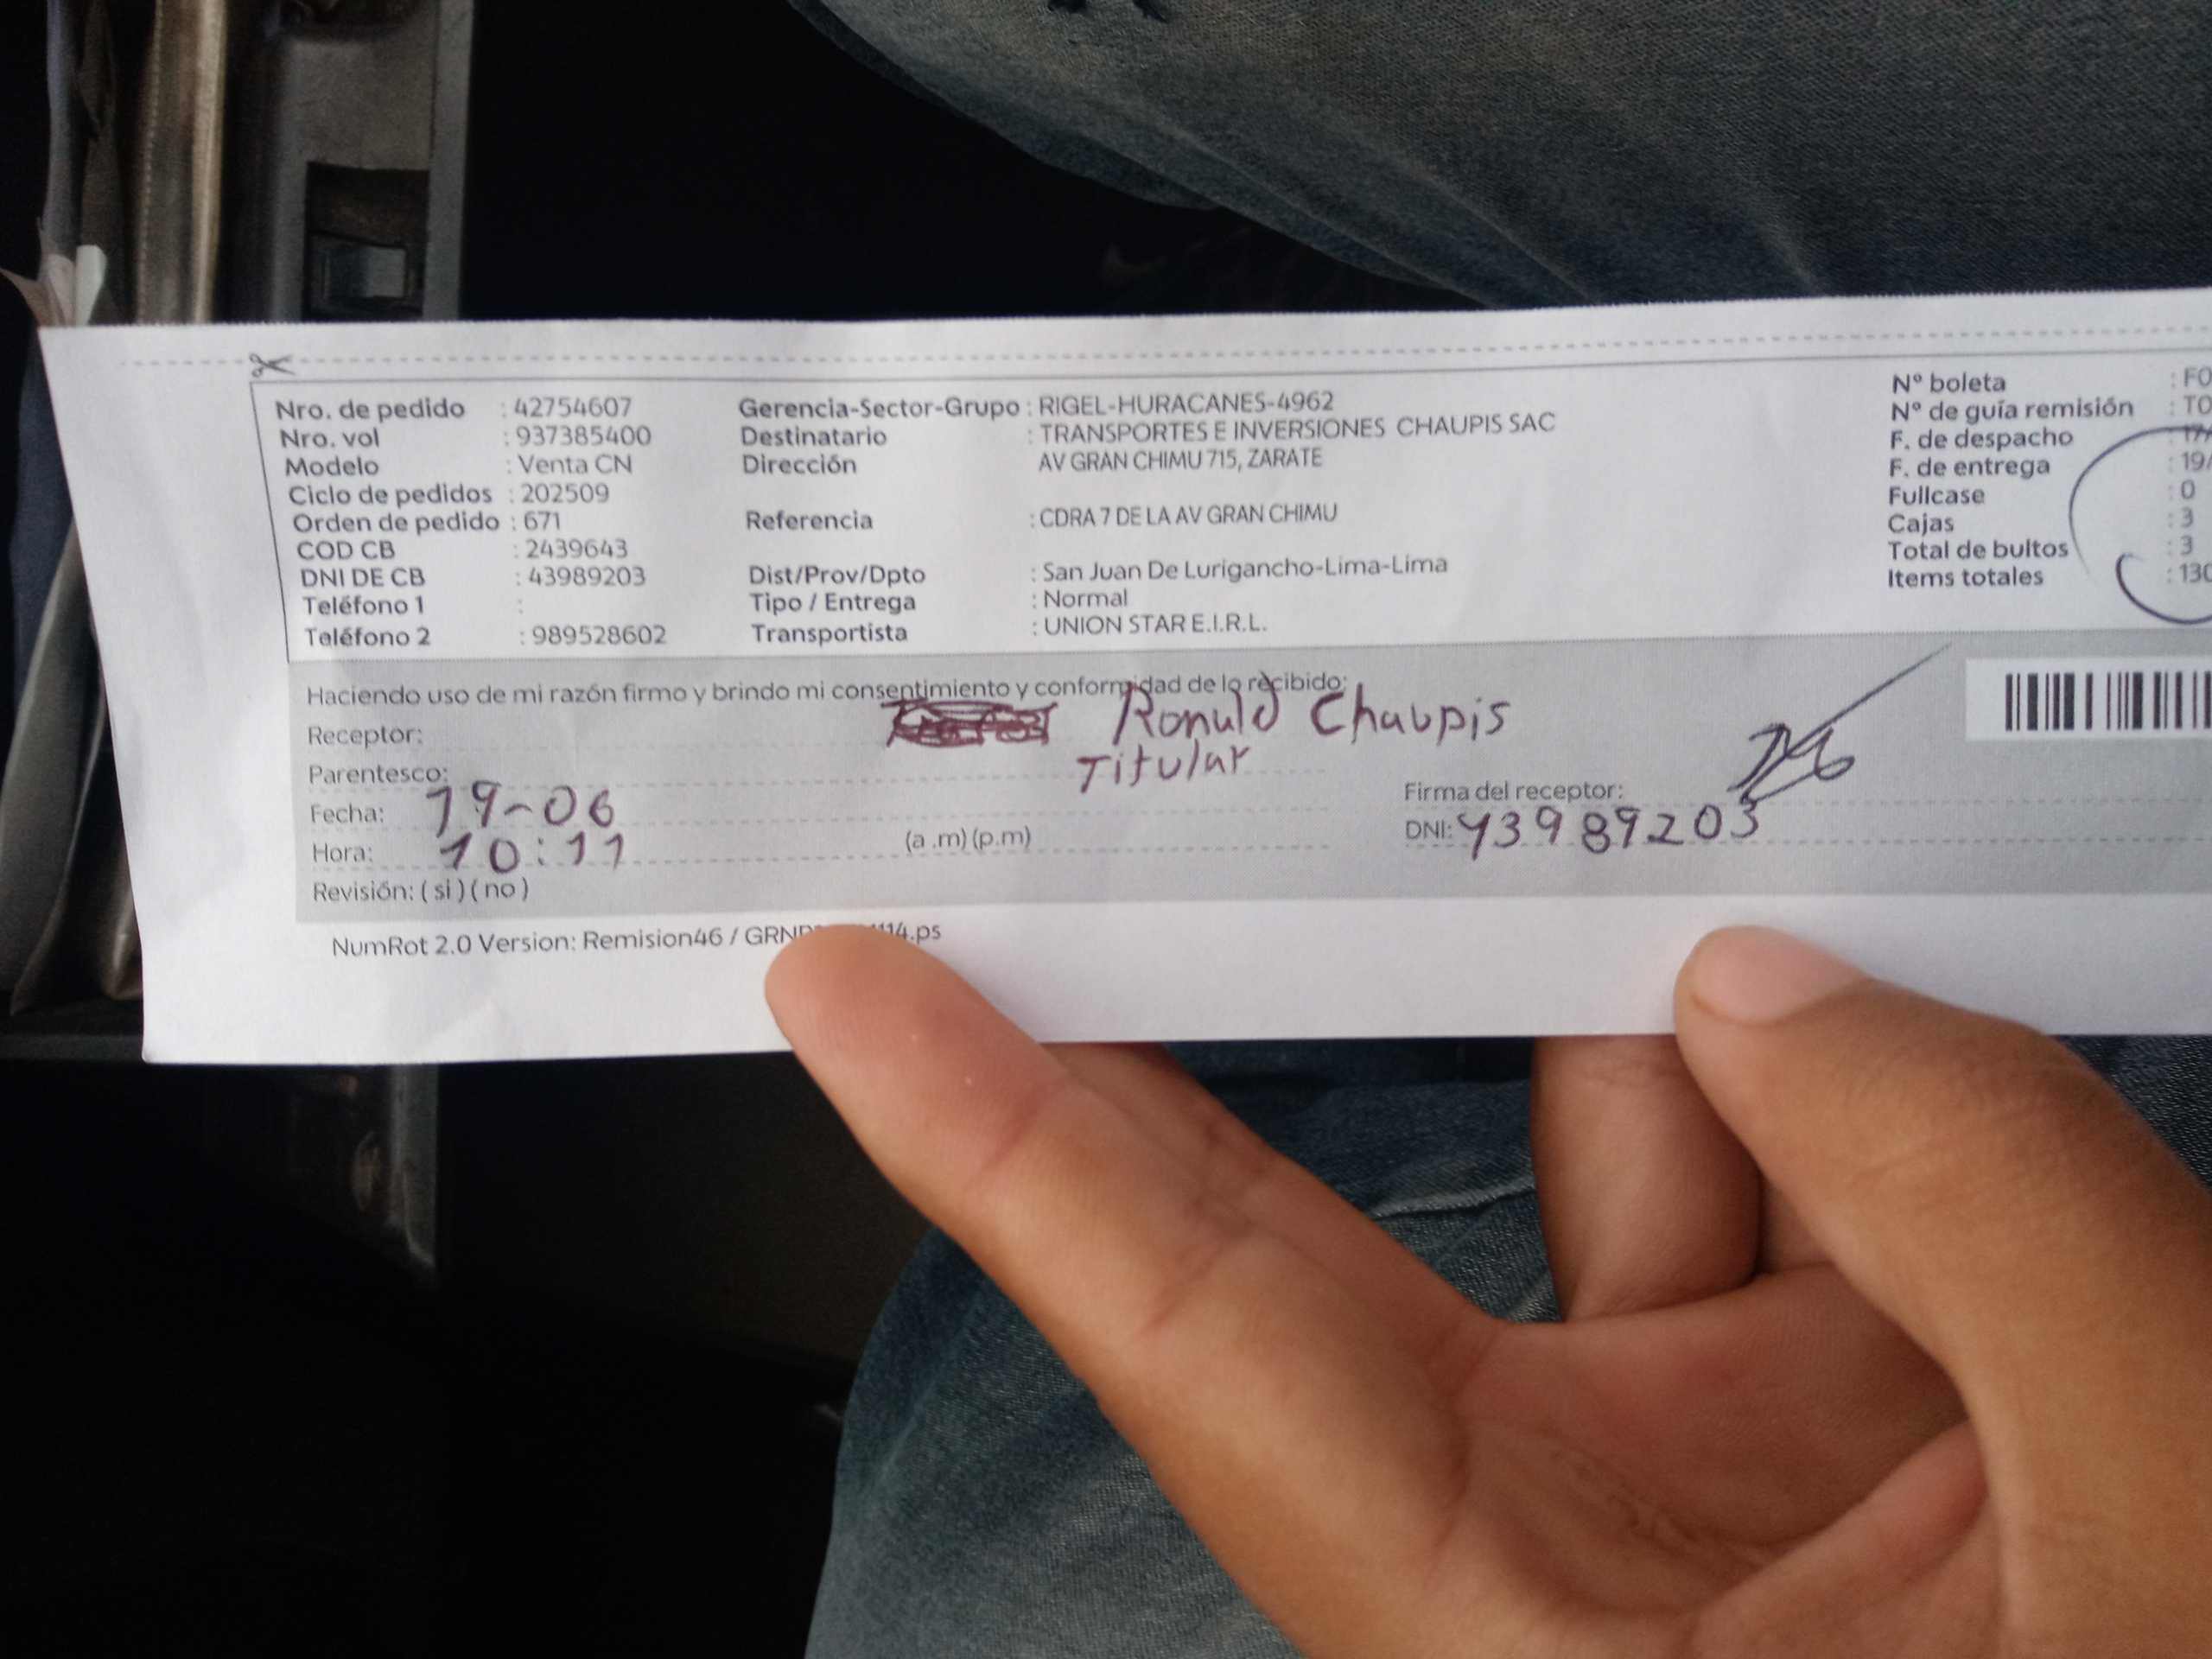 Nro. de pedido : 42754607
Nro. vol : 937385400
Modelo : Venta CN
Ciclo de pedidos : 202509
Orden de pedido : 671
COD CB : 2439643
DNI DE CB : 43989203
Teléfono 1 :
Teléfono 2 : 989528602
Gerencia-Sector-Grupo : RIGEL-HURACANES-4962
Destinatario : TRANSPORTES E INVERSIONES CHAUPIS SAC
Dirección AV GRAN CHIMU 715, ZARATE
Referencia : CDRA 7 DE LA AV GRAN CHIMU
Dist/Prov/Dpto : San Juan De Lurigancho-Lima-Lima
Tipo / Entrega : Normal
Transportista : UNION STAR E.I.R.L.
Nº boleta : F0
Nº de guía remisión : T0
F. de despacho : 17/
F. de entrega : 19/
Fullcase : 0
Cajas : 3
Total de bultos : 3
Items totales : 130
Haciendo uso de mi razón firmo y brindo mi consentimiento y conformidad de lo recibido:
Receptor: Ronald Chaupis
Parentesco: Titular
Fecha: 19-06
Hora: 10:11 (a .m) (p.m)
Revisión: ( si ) ( no )
Firma del receptor:
DNI: 43989203
NumRot 2.0 Version: Remision46 /